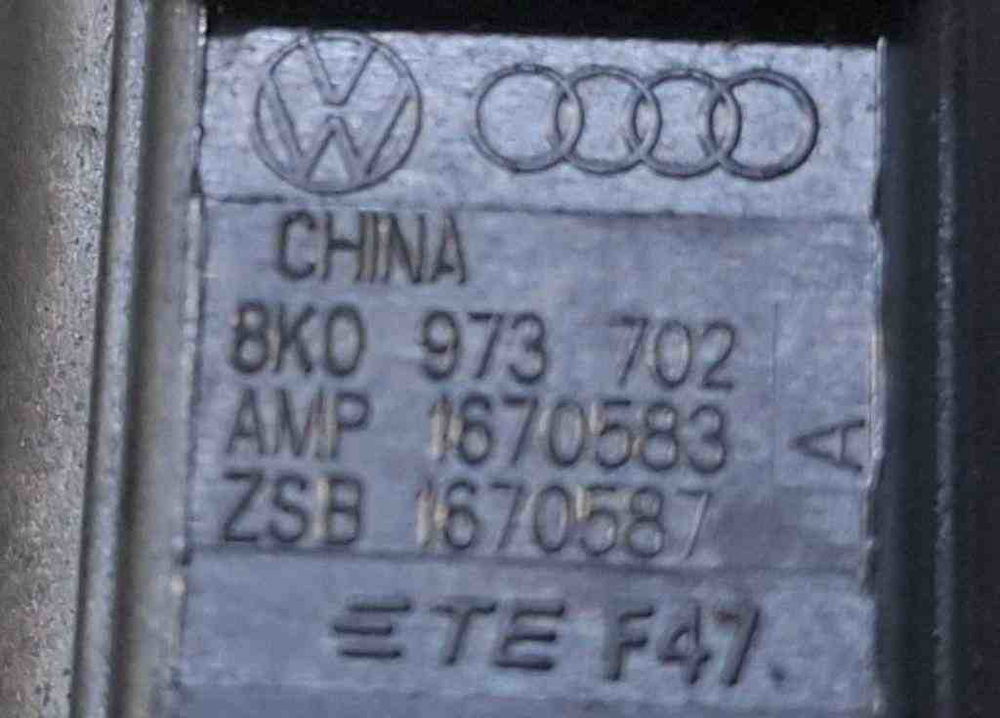 CHINA
8K0 973 702
AMP 1670583
A
ZSB 1670587
TE F47.